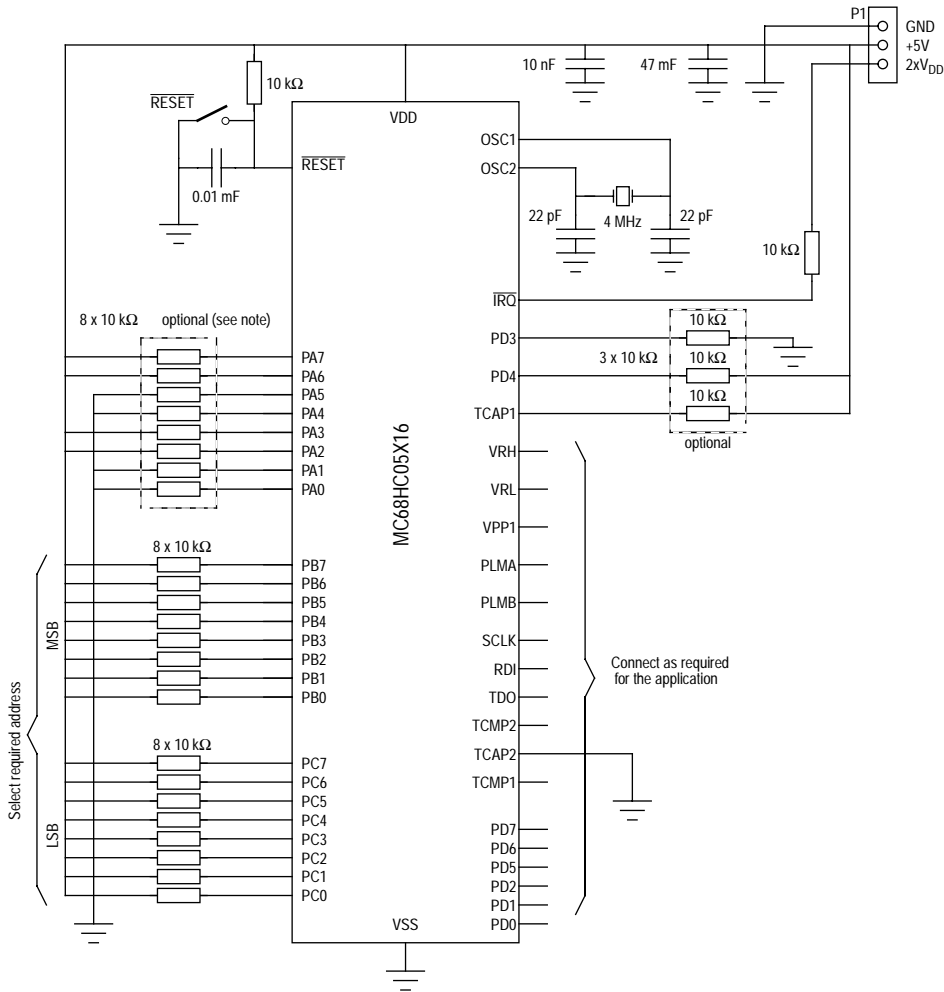 P1
GND
+5V
2xVDD
10 nF
47 mF
10 kΩ
RESET
0.01 mF
RESET
VDD
OSC1
OSC2
22 pF
4 MHz
22 pF
10 kΩ
IRQ
8 x 10 kΩ
optional (see note)
PA7
PA6
PA5
PA4
PA3
PA2
PA1
PA0
PD3
PD4
TCAP1
10 kΩ
3 x 10 kΩ
10 kΩ
10 kΩ
optional
MC68HC05X16
VRH
VRL
VPP1
PLMA
PLMB
SCLK
RDI
TDO
TCMP2
TCAP2
TCMP1
PD7
PD6
PD5
PD2
PD1
PD0
Connect as required
for the application
8 x 10 kΩ
PB7
PB6
PB5
PB4
PB3
PB2
PB1
PB0
MSB
Select required address
LSB
8 x 10 kΩ
PC7
PC6
PC5
PC4
PC3
PC2
PC1
PC0
VSS